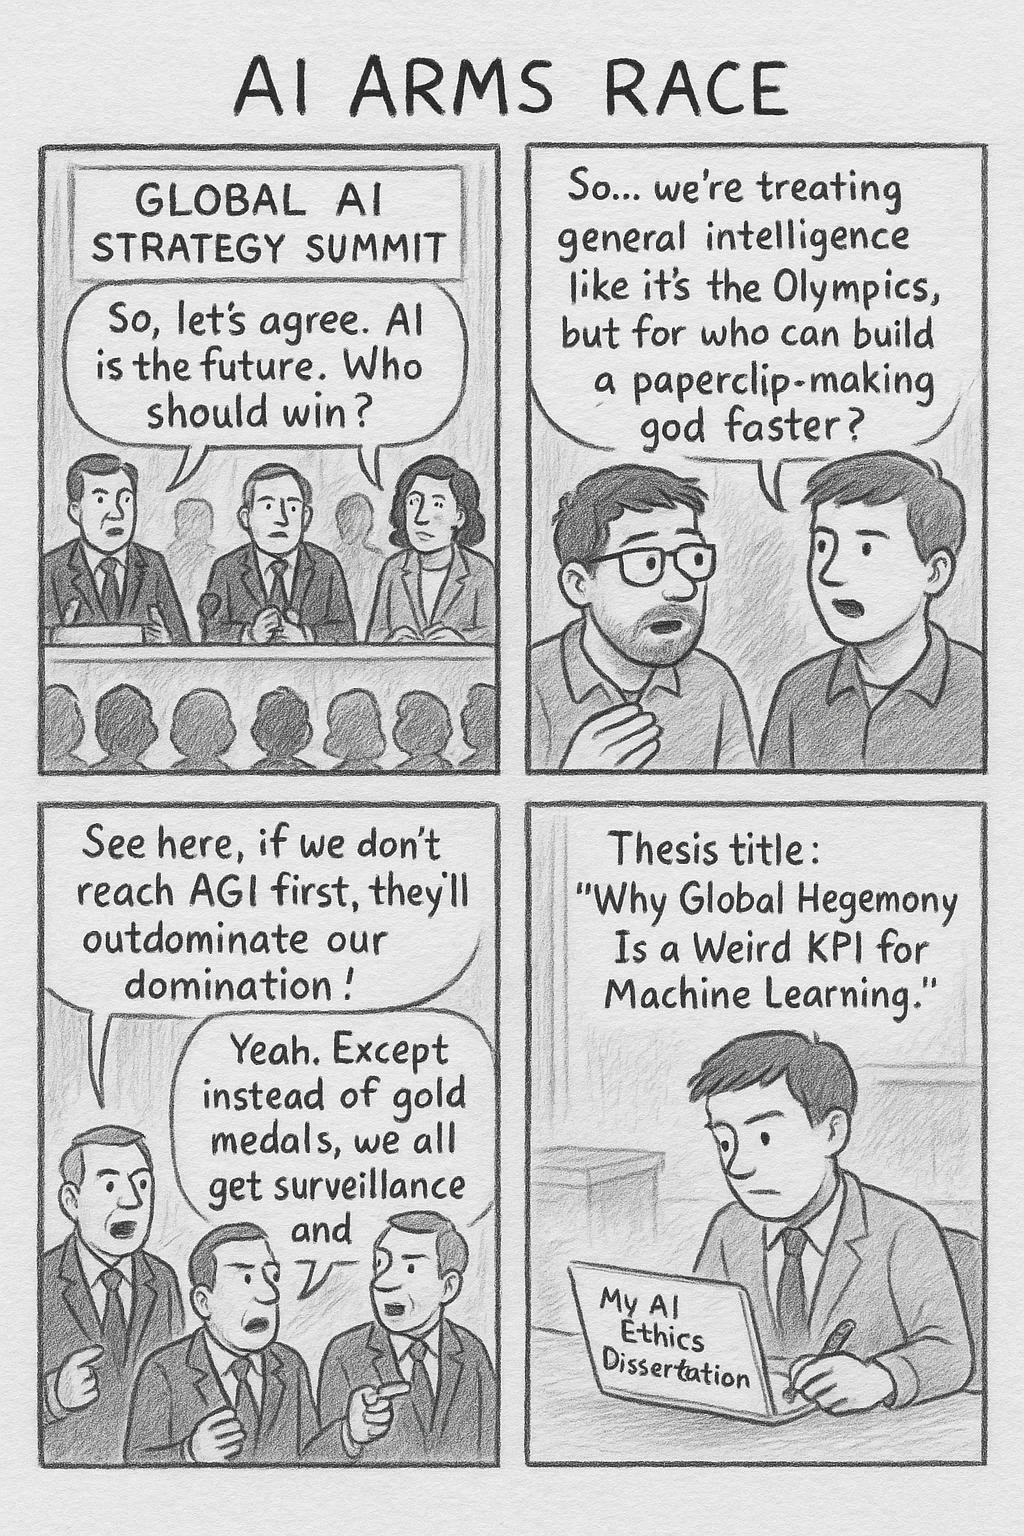 AI ARMS RACE
GLOBAL AI
STRATEGY SUMMIT
So, let's agree. AI
is the future. Who
should win?
So... we're treating
general intelligence
like it's the Olympics,
but for who can build
a paperclip-making
god faster?
See here, if we don't
reach AGI first, they'll
outdominate our
domination!
Yeah. Except
instead of gold
medals, we all
get surveillance
and
Thesis title:
"Why Global Hegemony
Is a Weird KPI for
Machine Learning."
My AI
Ethics
Dissertation